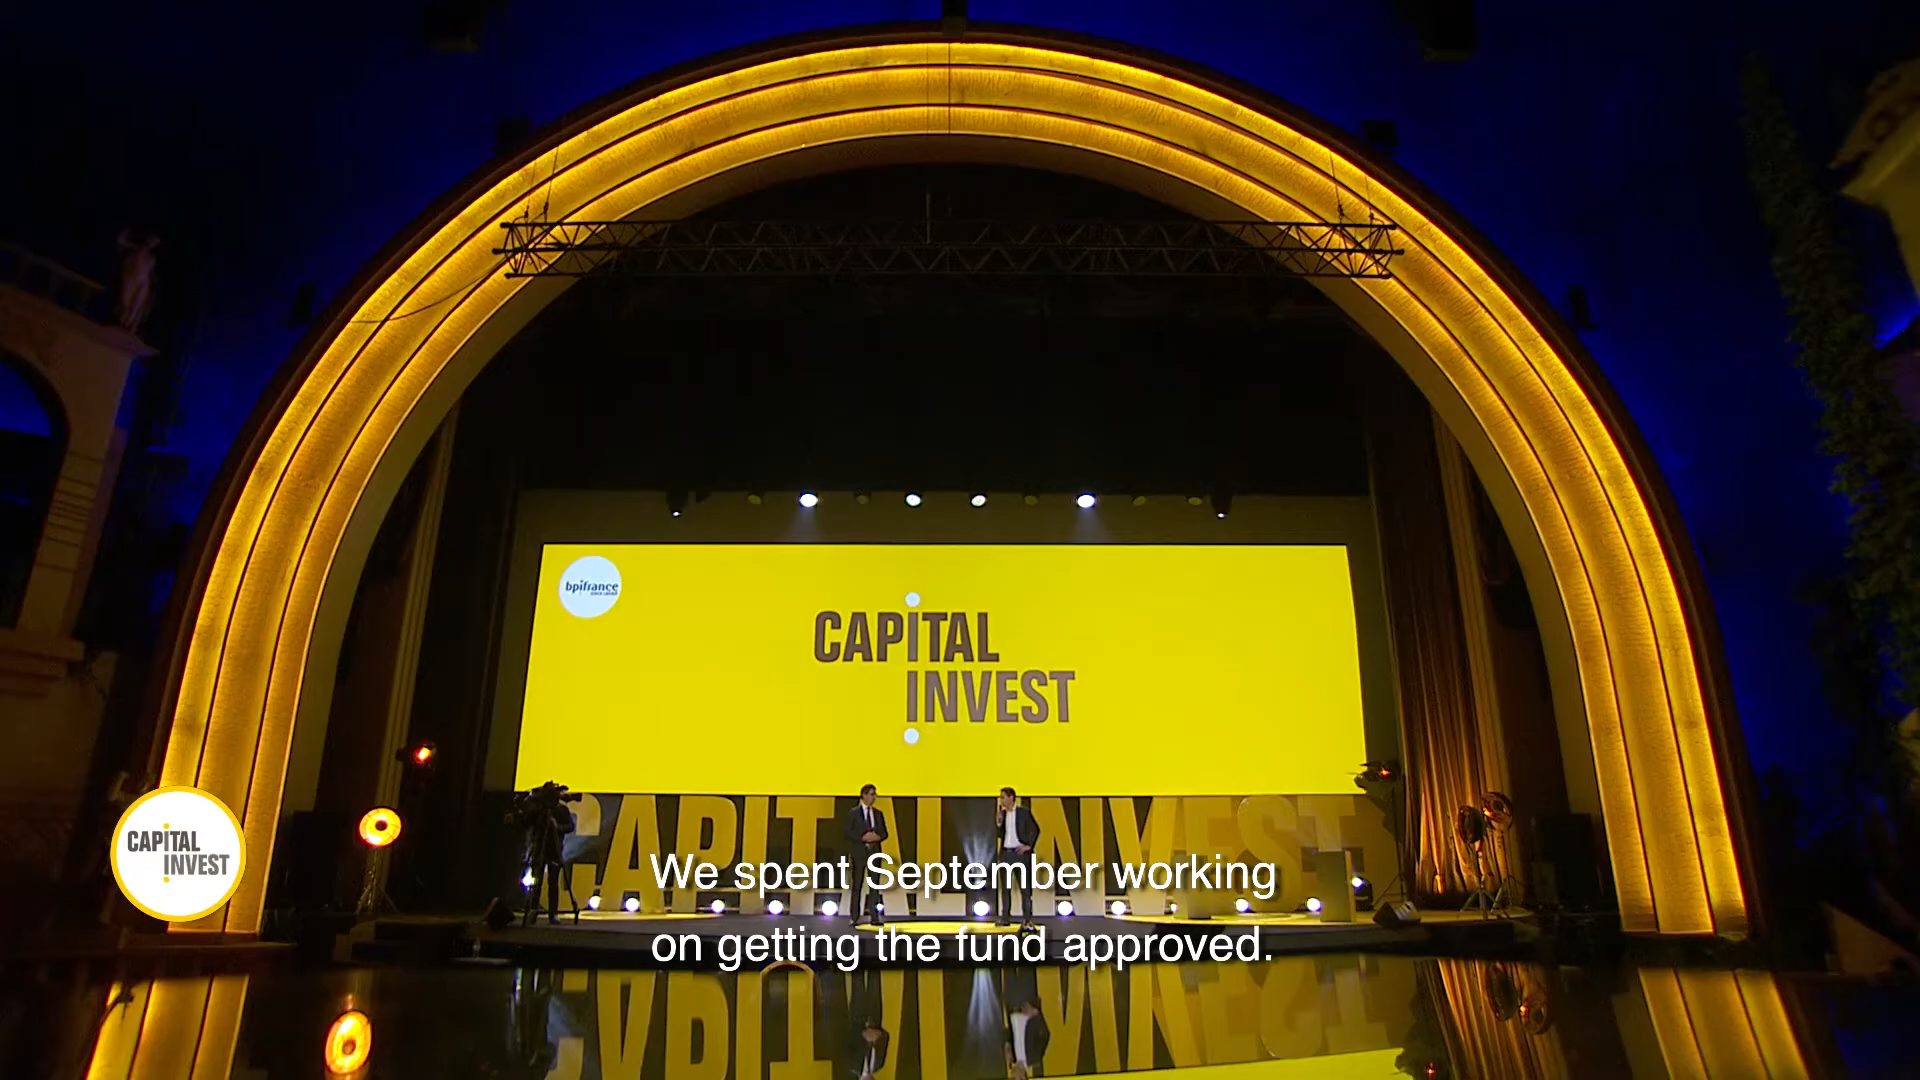 bpifrance
CAPITAL
INVEST
CAPITAL INVEST
CAPITAL
INVEST
We spent September working
on getting the fund approved.